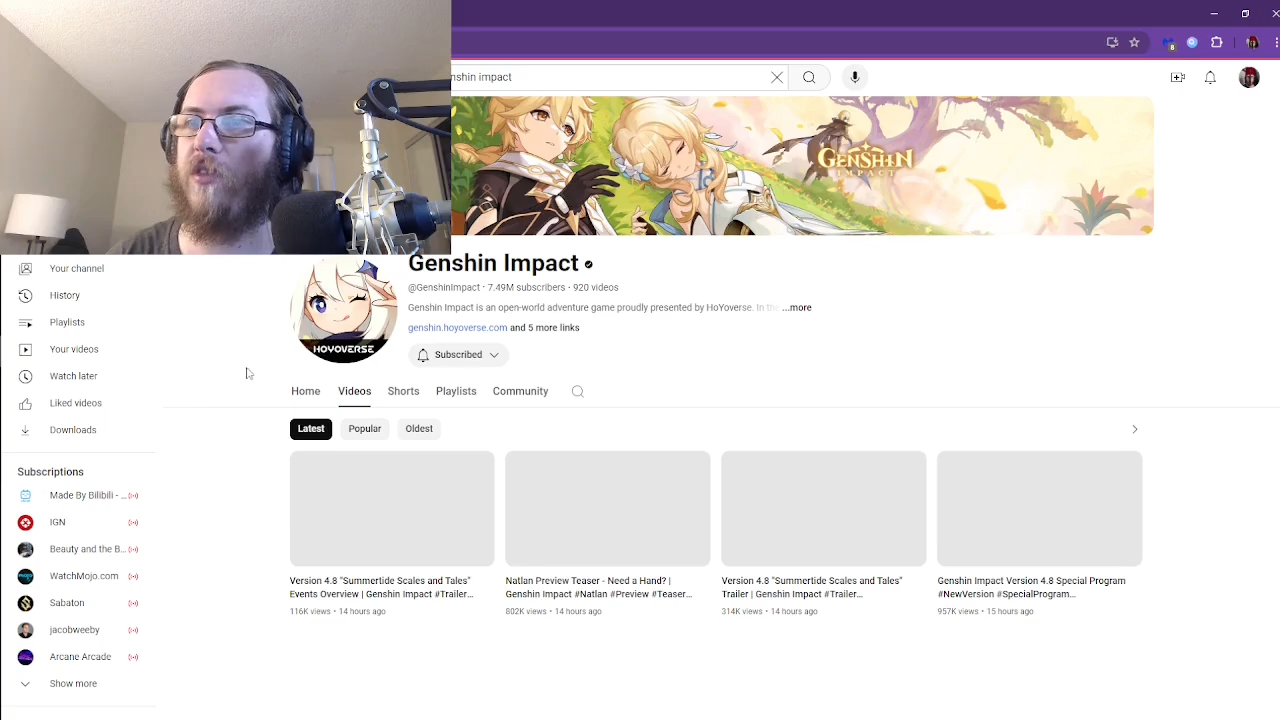 nshin impact
GENSHIN
IMPACT
Genshin Impact
@GenshinImpact · 7.49M subscribers · 920 videos
Genshin Impact is an open-world adventure game proudly presented by HoYoverse. In the ...more
genshin.hoyoverse.com and 5 more links
Subscribed
HOYOVERSE
Your channel
History
Playlists
Your videos
Watch later
Liked videos
Downloads
Subscriptions
Made By Bilibili - ...
IGN
Beauty and the B...
WatchMojo.com
Sabaton
jacobweeby
Arcane Arcade
Show more
Home Videos Shorts Playlists Community
Latest Popular Oldest
Version 4.8 "Summertide Scales and Tales"
Events Overview | Genshin Impact #Trailer...
116K views · 14 hours ago
Natlan Preview Teaser - Need a Hand? |
Genshin Impact #Natlan #Preview #Teaser...
802K views · 14 hours ago
Version 4.8 "Summertide Scales and Tales"
Trailer | Genshin Impact #Trailer...
314K views · 14 hours ago
Genshin Impact Version 4.8 Special Program
#NewVersion #SpecialProgram...
957K views · 15 hours ago
8